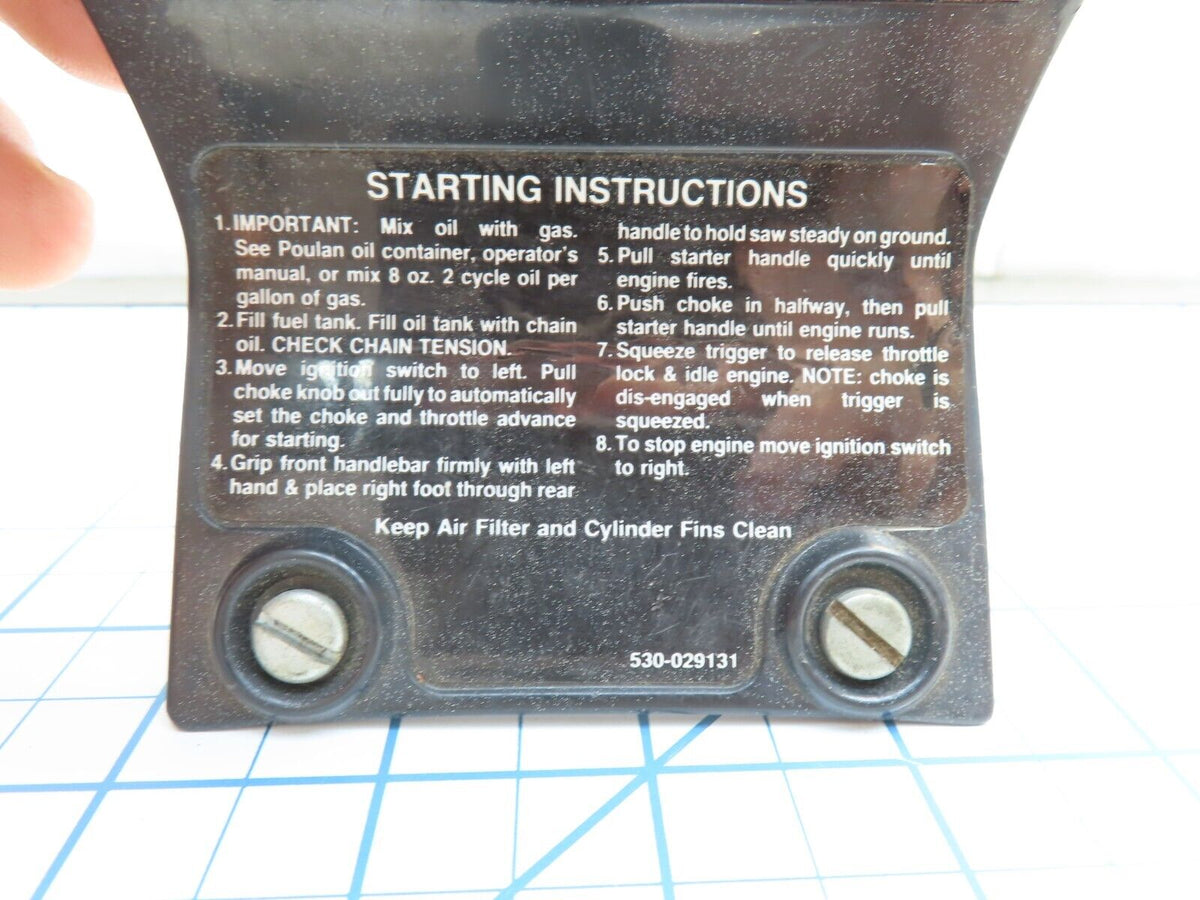 STARTING INSTRUCTIONS
1. IMPORTANT: Mix oil with gas.
See Poulan oil container, operator's
manual, or mix 8 oz. 2 cycle oil per
gallon of gas.
2. Fill fuel tank. Fill oil tank with chain
oil. CHECK CHAIN TENSION.
3. Move ignition switch to left. Pull
choke knob out fully to automatically
set the choke and throttle advance
for starting.
4. Grip front handlebar firmly with left
hand & place right foot through rear
handle to hold saw steady on ground.
5. Pull starter handle quickly until
engine fires.
6. Push choke in halfway, then pull
starter handle until engine runs.
7. Squeeze trigger to release throttle
lock & idle engine. NOTE: choke is
dis-engaged when trigger is
squeezed.
8. To stop engine move ignition switch
to right.
Keep Air Filter and Cylinder Fins Clean
530-029131